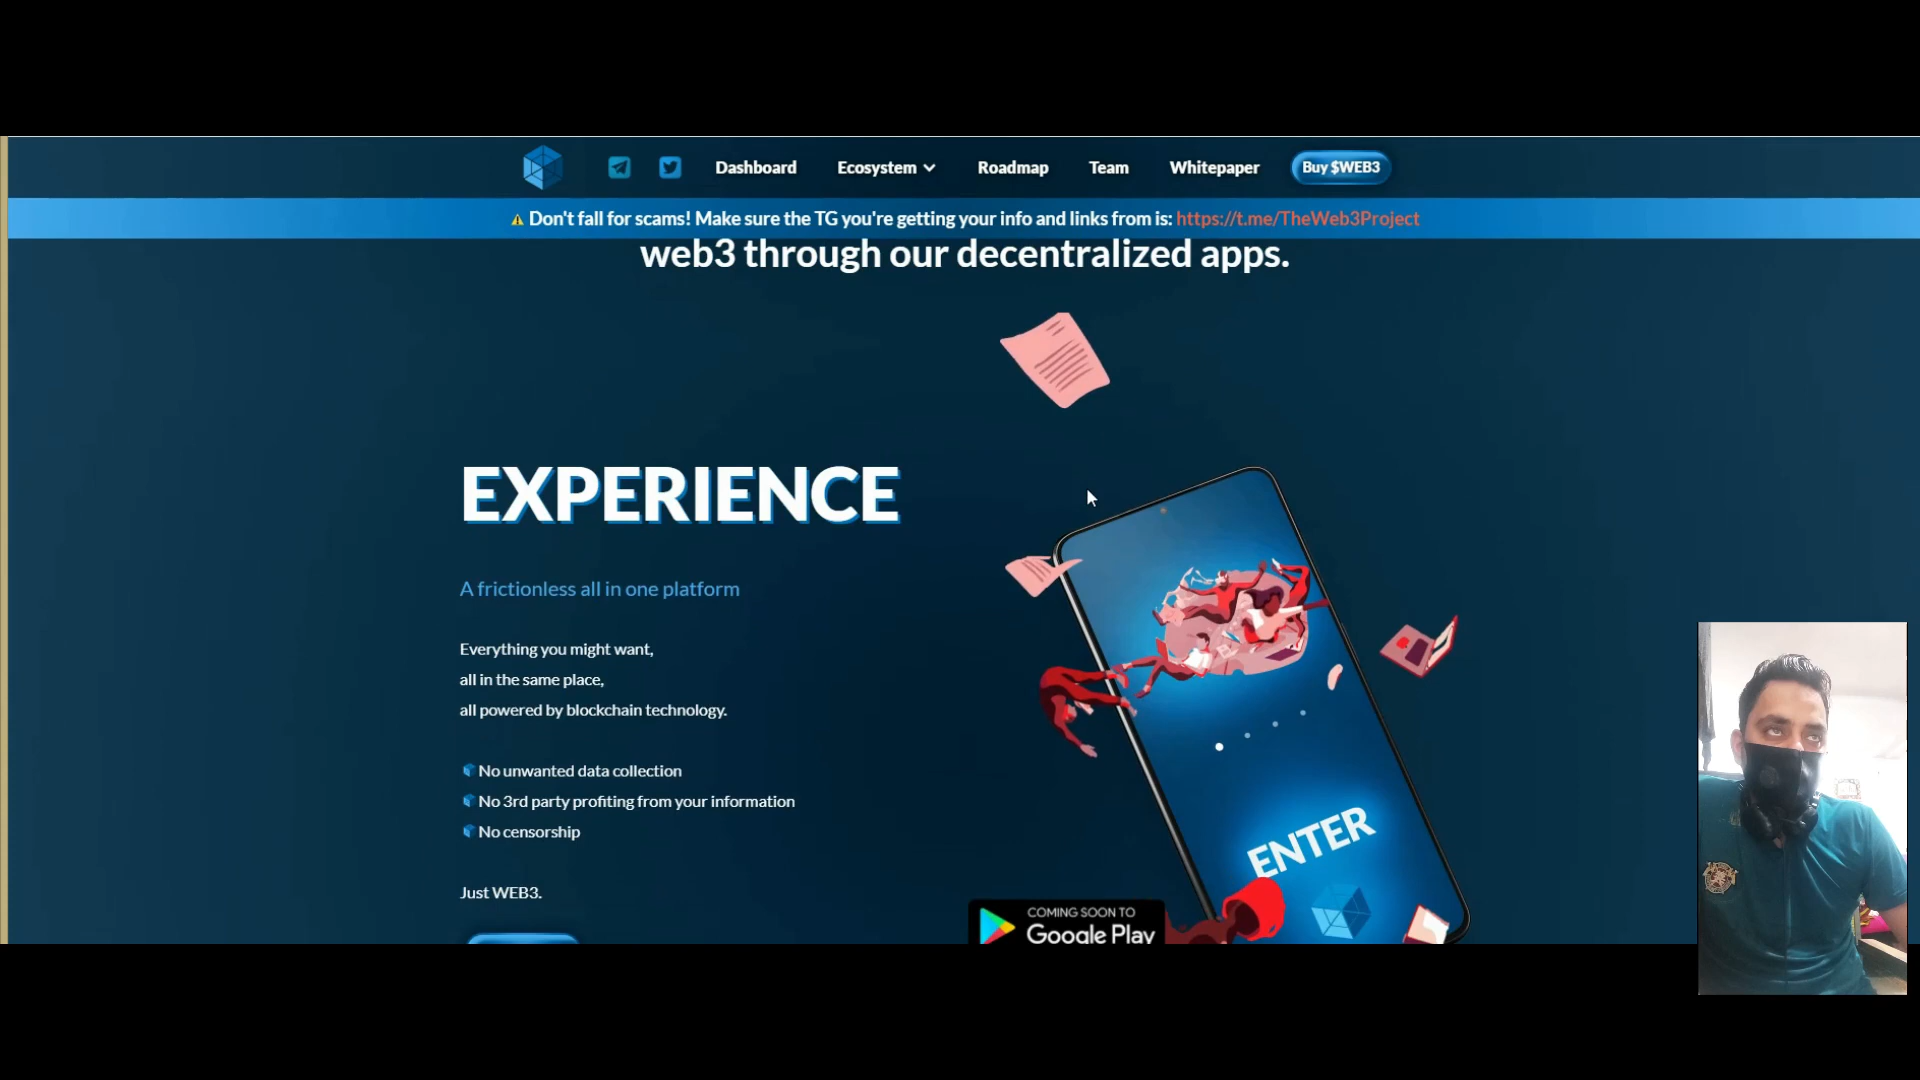 Dashboard
Ecosystem
Roadmap
Team
Whitepaper
Buy $WEB3
Don't fall for scams! Make sure the TG you're getting your info and links from is: https://t.me/TheWeb3Project
web3 through our decentralized apps.
EXPERIENCE
A frictionless all in one platform
Everything you might want,
all in the same place,
all powered by blockchain technology.
No unwanted data collection
No 3rd party profiting from your information
No censorship
Just WEB3.
ENTER
COMING SOON TO
Google Play